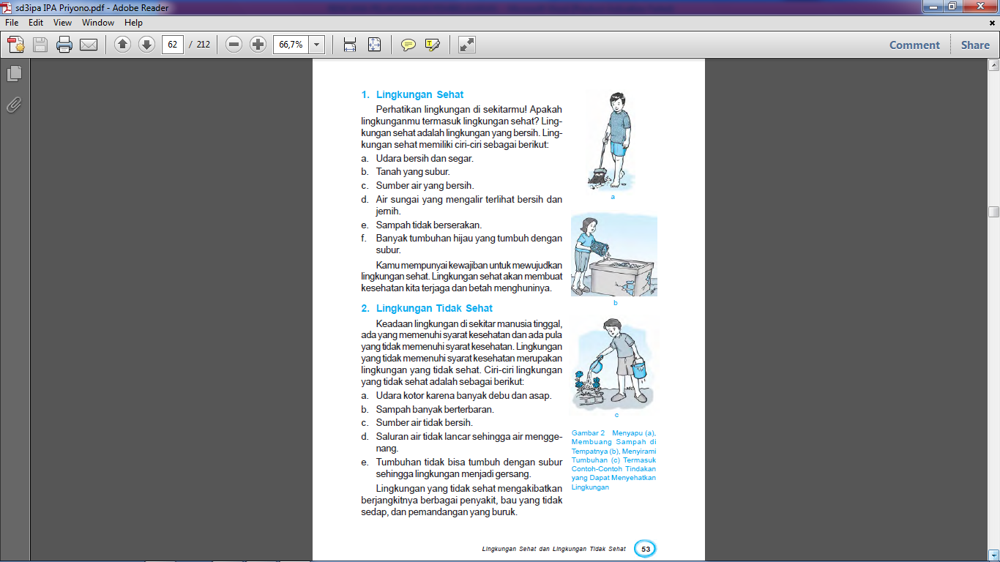 sd3ipa IPA Priyono.pdf - Adobe Reader
File Edit View Window Help
62 / 212 66,7% Comment Share
1. Lingkungan Sehat
Perhatikan lingkungan di sekitarmu! Apakah
lingkunganmu termasuk lingkungan sehat? Ling-
kungan sehat adalah lingkungan yang bersih. Ling-
kungan sehat memiliki ciri-ciri sebagai berikut:
a. Udara bersih dan segar.
b. Tanah yang subur.
c. Sumber air yang bersih.
d. Air sungai yang mengalir terlihat bersih dan
jernih.
e. Sampah tidak berserakan.
f. Banyak tumbuhan hijau yang tumbuh dengan
subur.
Kamu mempunyai kewajiban untuk mewujudkan
lingkungan sehat. Lingkungan sehat akan membuat
kesehatan kita terjaga dan betah menghuninya.
2. Lingkungan Tidak Sehat
Keadaan lingkungan di sekitar manusia tinggal,
ada yang memenuhi syarat kesehatan dan ada pula
yang tidak memenuhi syarat kesehatan. Lingkungan
yang tidak memenuhi syarat kesehatan merupakan
lingkungan yang tidak sehat. Ciri-ciri lingkungan
yang tidak sehat adalah sebagai berikut:
a. Udara kotor karena banyak debu dan asap.
b. Sampah banyak berterbaran.
c. Sumber air tidak bersih.
d. Saluran air tidak lancar sehingga air mengge-
nang.
e. Tumbuhan tidak bisa tumbuh dengan subur
sehingga lingkungan menjadi gersang.
Lingkungan yang tidak sehat mengakibatkan
berjangkitnya berbagai penyakit, bau yang tidak
sedap, dan pemandangan yang buruk.
a
b
c
Gambar 2 Menyapu (a),
Membuang Sampah di
Tempatnya (b), Menyirami
Tumbuhan (c) Termasuk
Contoh-Contoh Tindakan
yang Dapat Menyehatkan
Lingkungan
Lingkungan Sehat dan Lingkungan Tidak Sehat 53